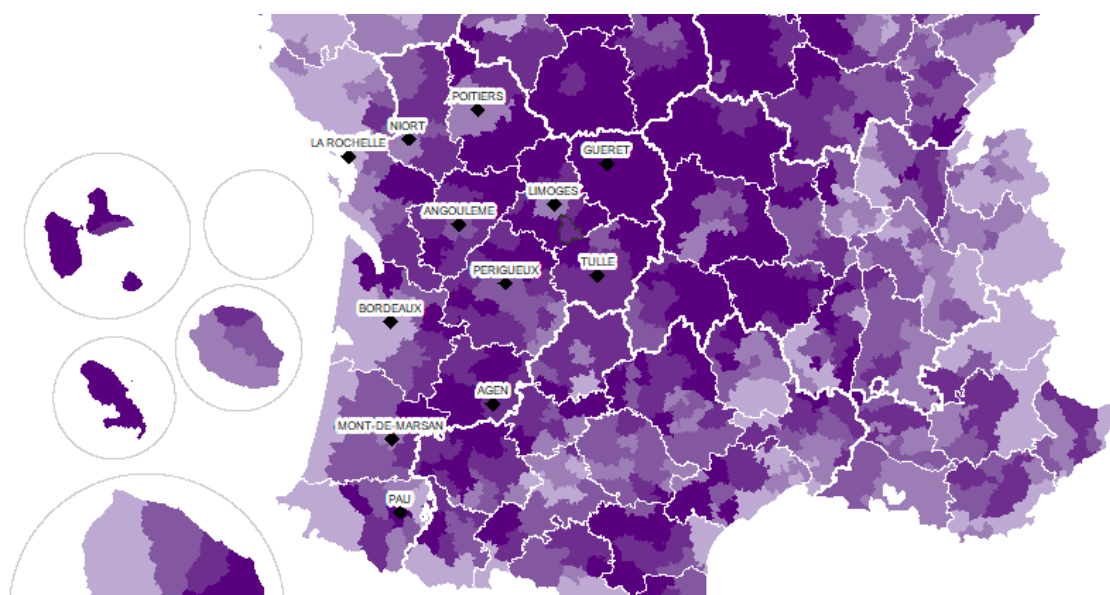 POITIERS
NIORT
LA ROCHELLE
GUERET
LIMOGES
ANGOULEME
TULLE
PERIGUEUX
BORDEAUX
AGEN
MONT-DE-MARSAN
PAU